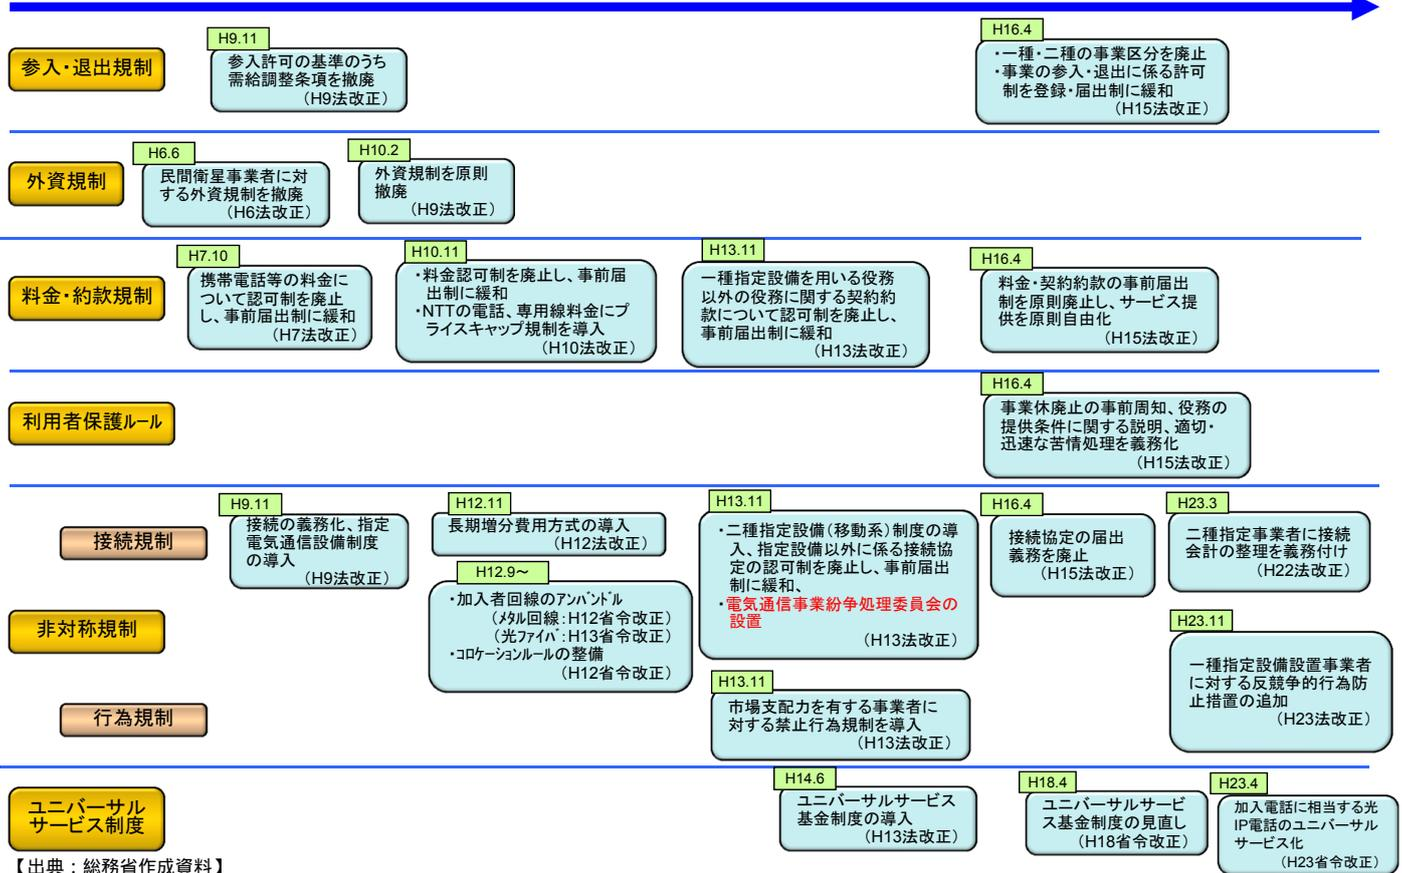 参入・退出規制
H9.11
参入許可の基準のうち
需給調整条項を撤廃
（H9法改正）
H16.4
・一種・二種の事業区分を廃止
・事業の参入・退出に係る許可
制を登録・届出制に緩和
（H15法改正）
外資規制
H6.6
民間衛星事業者に対
する外資規制を撤廃
（H6法改正）
H10.2
外資規制を原則
撤廃
（H9法改正）
料金・約款規制
H7.10
携帯電話等の料金に
ついて認可制を廃止
し、事前届出制に緩和
（H7法改正）
H10.11
・料金認可制を廃止し、事前届
出制に緩和
・NTTの電話、専用線料金にプ
ライスキャップ規制を導入
（H10法改正）
H13.11
一種指定設備を用いる役務
以外の役務に関する契約約
款について認可制を廃止し、
事前届出制に緩和
（H13法改正）
H16.4
料金・契約約款の事前届出
制を原則廃止し、サービス提
供を原則自由化
（H15法改正）
利用者保護ルール
H16.4
事業休廃止の事前周知、役務の
提供条件に関する説明、適切・
迅速な苦情処理を義務化
（H15法改正）
接続規制
H9.11
接続の義務化、指定
電気通信設備制度
の導入
（H9法改正）
H12.11
長期増分費用方式の導入
（H12法改正）
H12.9～
・加入者回線のアンバンドル
（メタル回線：H12省令改正）
（光ファイバ：H13省令改正）
・コロケーションルールの整備
（H12省令改正）
H13.11
・二種指定設備（移動系）制度の導
入、指定設備以外に係る接続協
定の認可制を廃止し、事前届出
制に緩和、
・電気通信事業紛争処理委員会の
設置
（H13法改正）
H16.4
接続協定の届出
義務を廃止
（H15法改正）
H23.3
二種指定事業者に接続
会計の整理を義務付け
（H22法改正）
非対称規制
H23.11
一種指定設備設置事業者
に対する反競争的行為防
止措置の追加
（H23法改正）
行為規制
H13.11
市場支配力を有する事業者に
対する禁止行為規制を導入
（H13法改正）
ユニバーサル
サービス制度
H14.6
ユニバーサルサービス
基金制度の導入
（H13法改正）
H18.4
ユニバーサルサービ
ス基金制度の見直し
（H18省令改正）
H23.4
加入電話に相当する光
IP電話のユニバーサル
サービス化
（H23省令改正）
【出典：総務省作成資料】